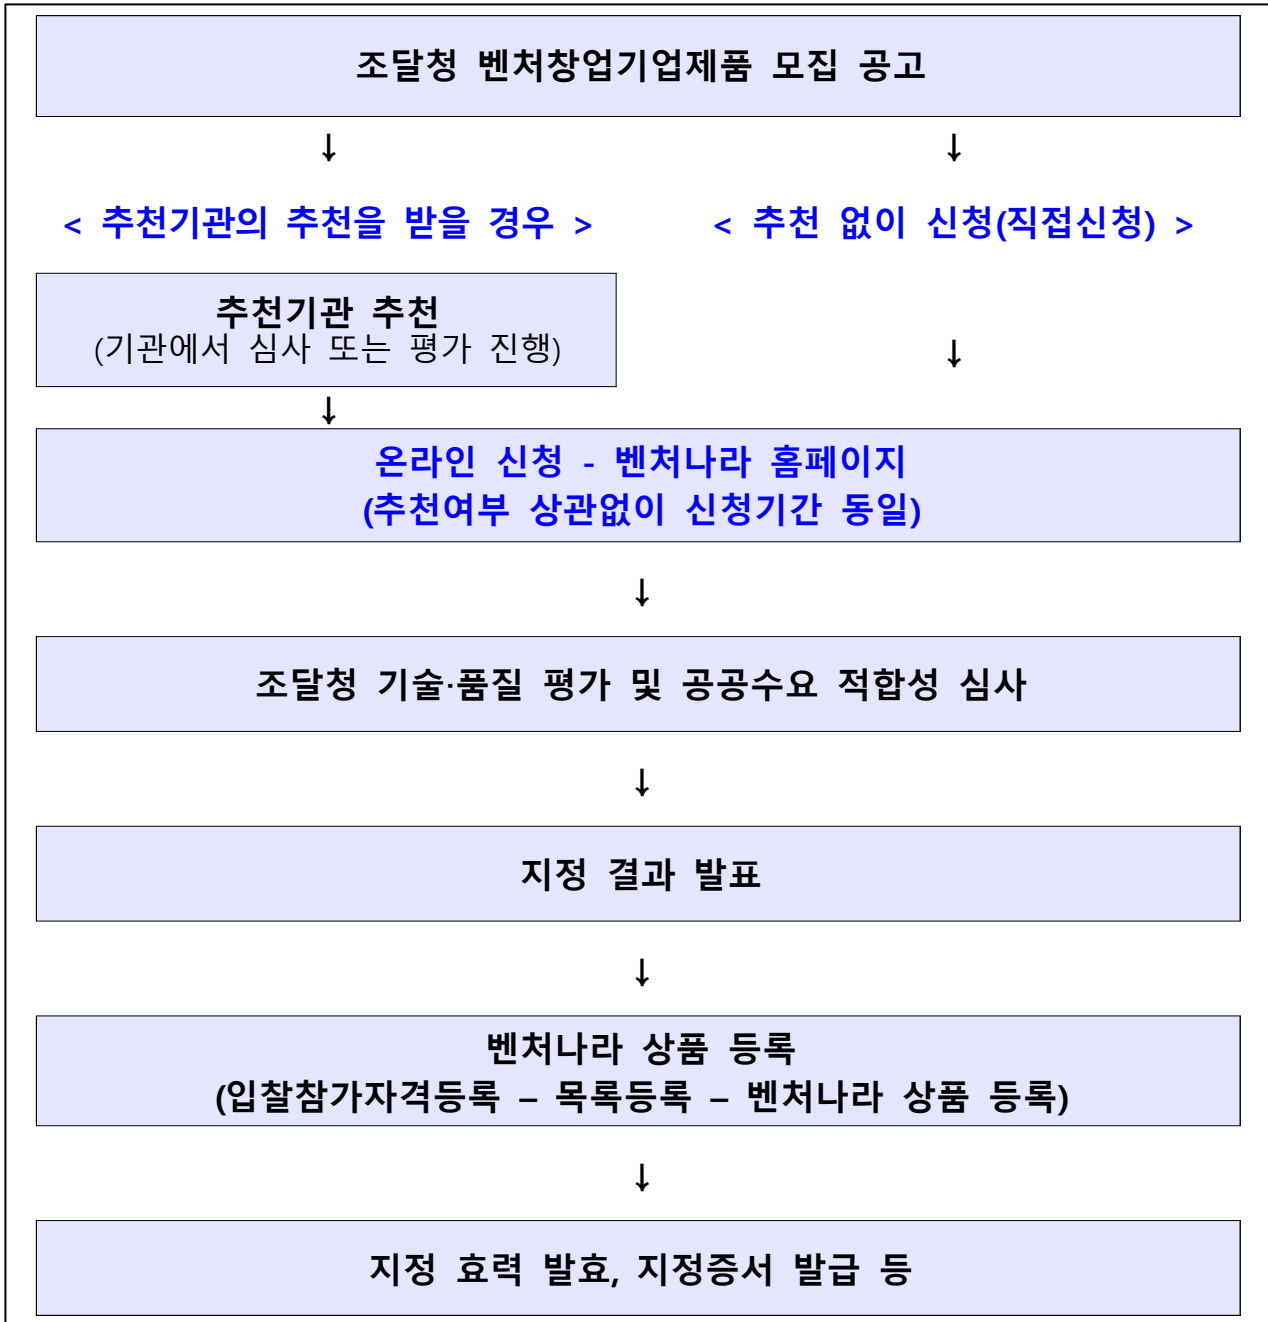 조달청 벤처창업기업제품 모집 공고
↓ ↓
< 추천기관의 추천을 받을 경우 > < 추천 없이 신청(직접신청) >
추천기관 추천
(기관에서 심사 또는 평가 진행)
↓
↓
온라인 신청 - 벤처나라 홈페이지
(추천여부 상관없이 신청기간 동일)
↓
조달청 기술·품질 평가 및 공공수요 적합성 심사
↓
지정 결과 발표
↓
벤처나라 상품 등록
(입찰참가자격등록 – 목록등록 – 벤처나라 상품 등록)
↓
지정 효력 발효, 지정증서 발급 등